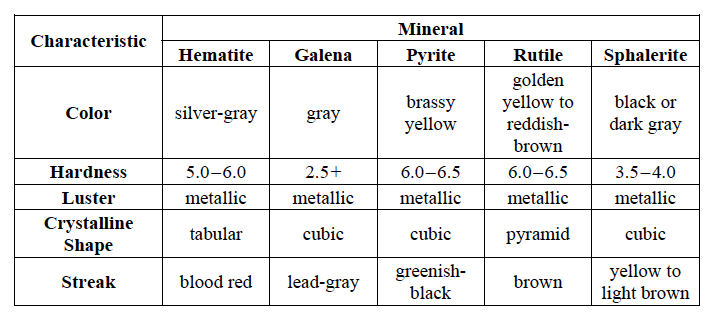 Characteristic
Mineral
Hematite Galena Pyrite Rutile Sphalerite
Color
silver-gray
gray
brassy
yellow
golden
yellow to
reddish-
brown
black or
dark gray
Hardness 5.0–6.0 2.5+ 6.0–6.5 6.0–6.5 3.5–4.0
Luster metallic metallic metallic metallic metallic
Crystalline
Shape
tabular cubic cubic pyramid cubic
Streak
blood red
lead-gray
greenish-
black
brown
yellow to
light brown